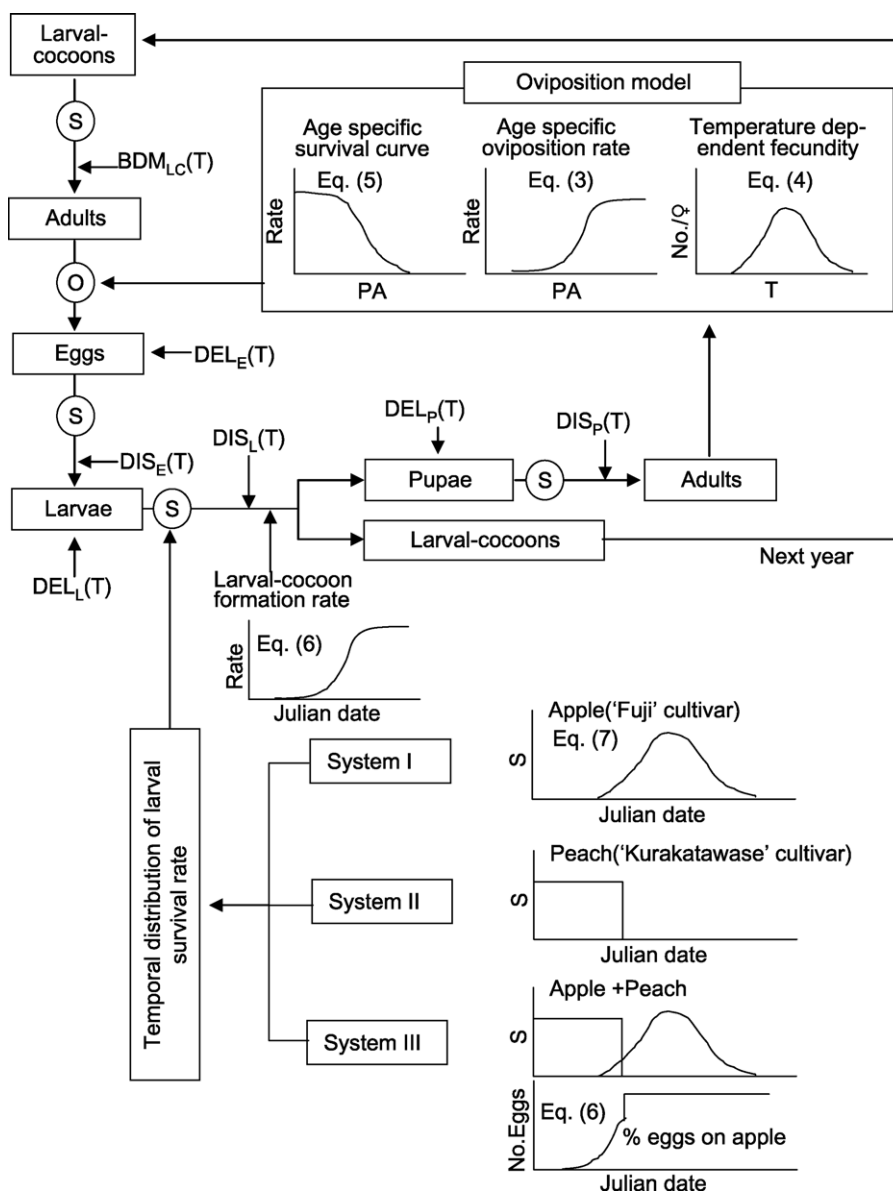 Larval-
cocoons
S
BDM_LC(T)
Adults
O
Eggs
DEL_E(T)
S
DIS_E(T)
Larvae
DEL_L(T)
Oviposition model
Age specific
survival curve
Eq. (5)
Rate
PA
Age specific
oviposition rate
Eq. (3)
Rate
PA
Temperature dep-
endent fecundity
Eq. (4)
No./♀
T
S
DIS_L(T)
DEL_P(T)
Pupae
S
DIS_P(T)
Adults
Larval-cocoons
Next year
Larval-cocoon
formation rate
Eq. (6)
Rate
Julian date
Temporal distribution of larval
survival rate
System I
System II
System III
Apple('Fuji' cultivar)
Eq. (7)
S
Julian date
Peach('Kurakatawase' cultivar)
S
Julian date
Apple +Peach
S
No.Eggs
Eq. (6)
% eggs on apple
Julian date